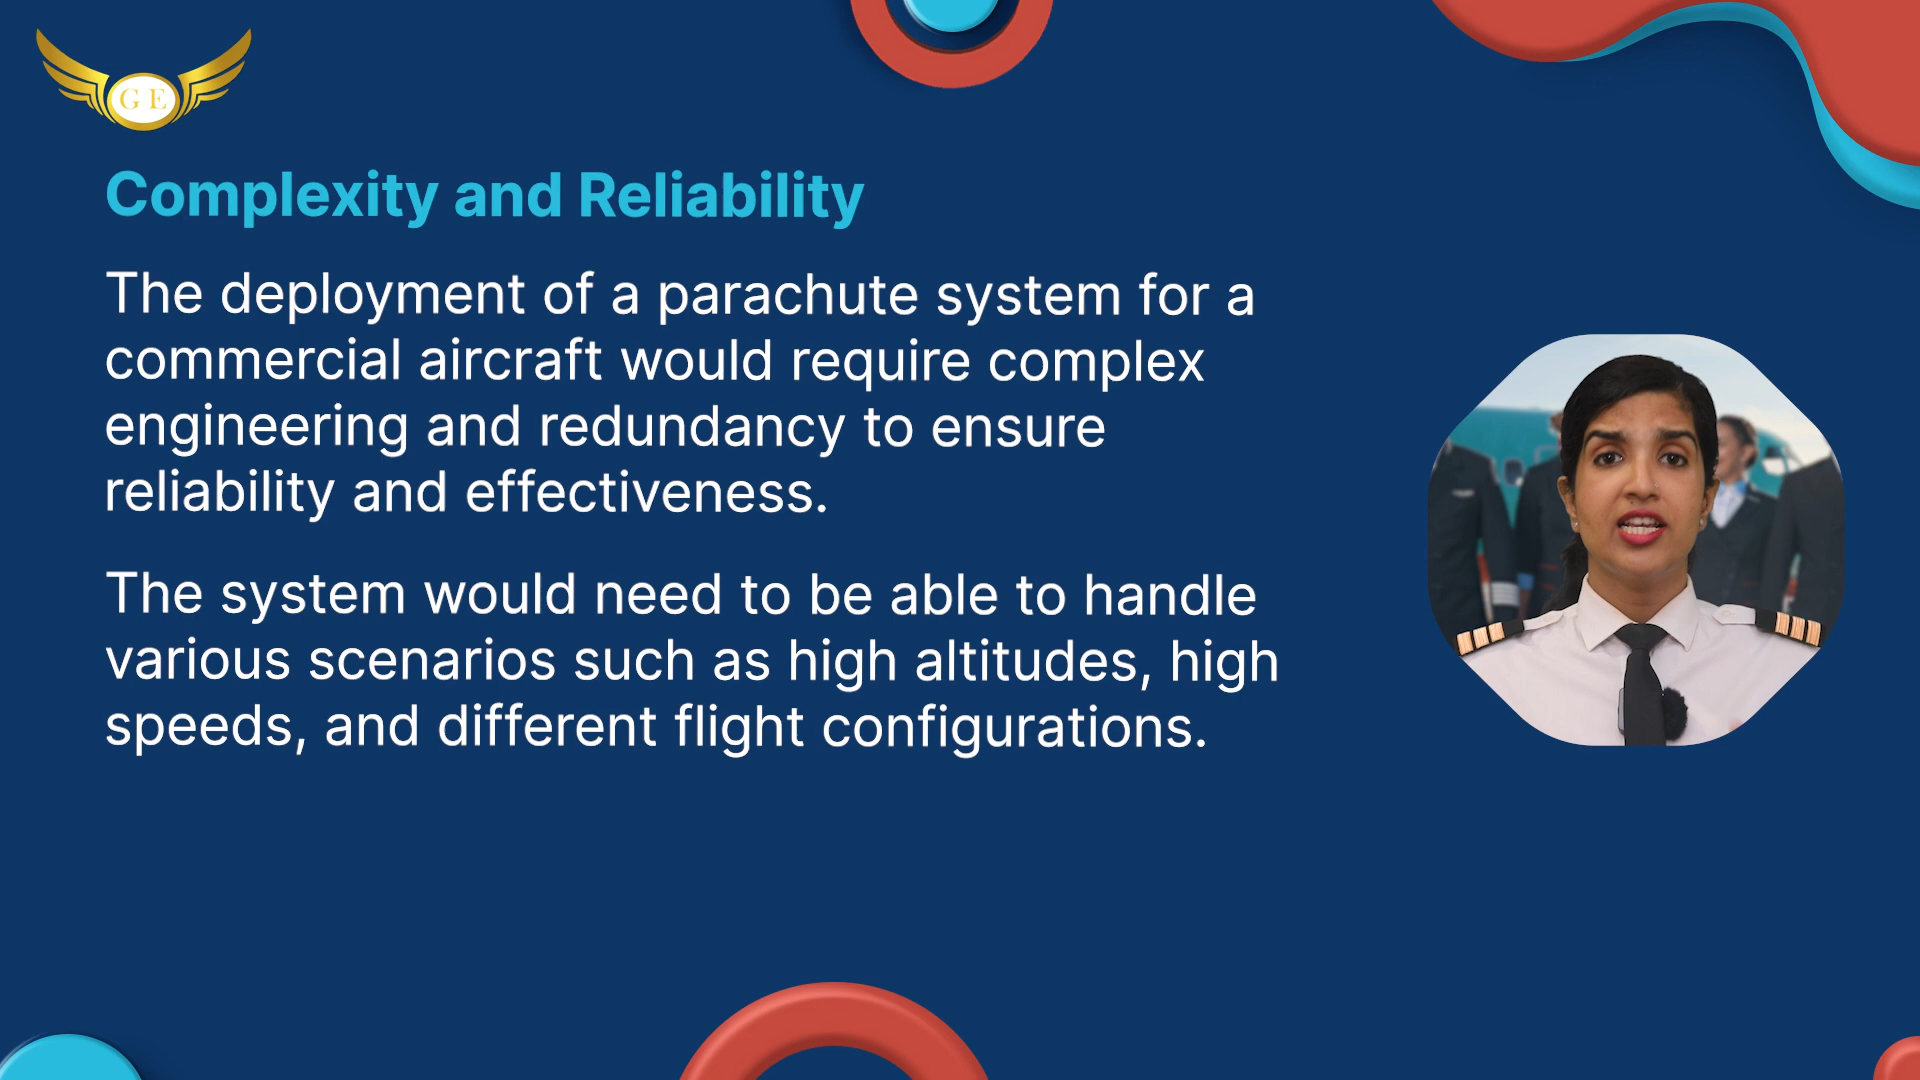 G E
Complexity and Reliability
The deployment of a parachute system for a
commercial aircraft would require complex
engineering and redundancy to ensure
reliability and effectiveness.
The system would need to be able to handle
various scenarios such as high altitudes, high
speeds, and different flight configurations.